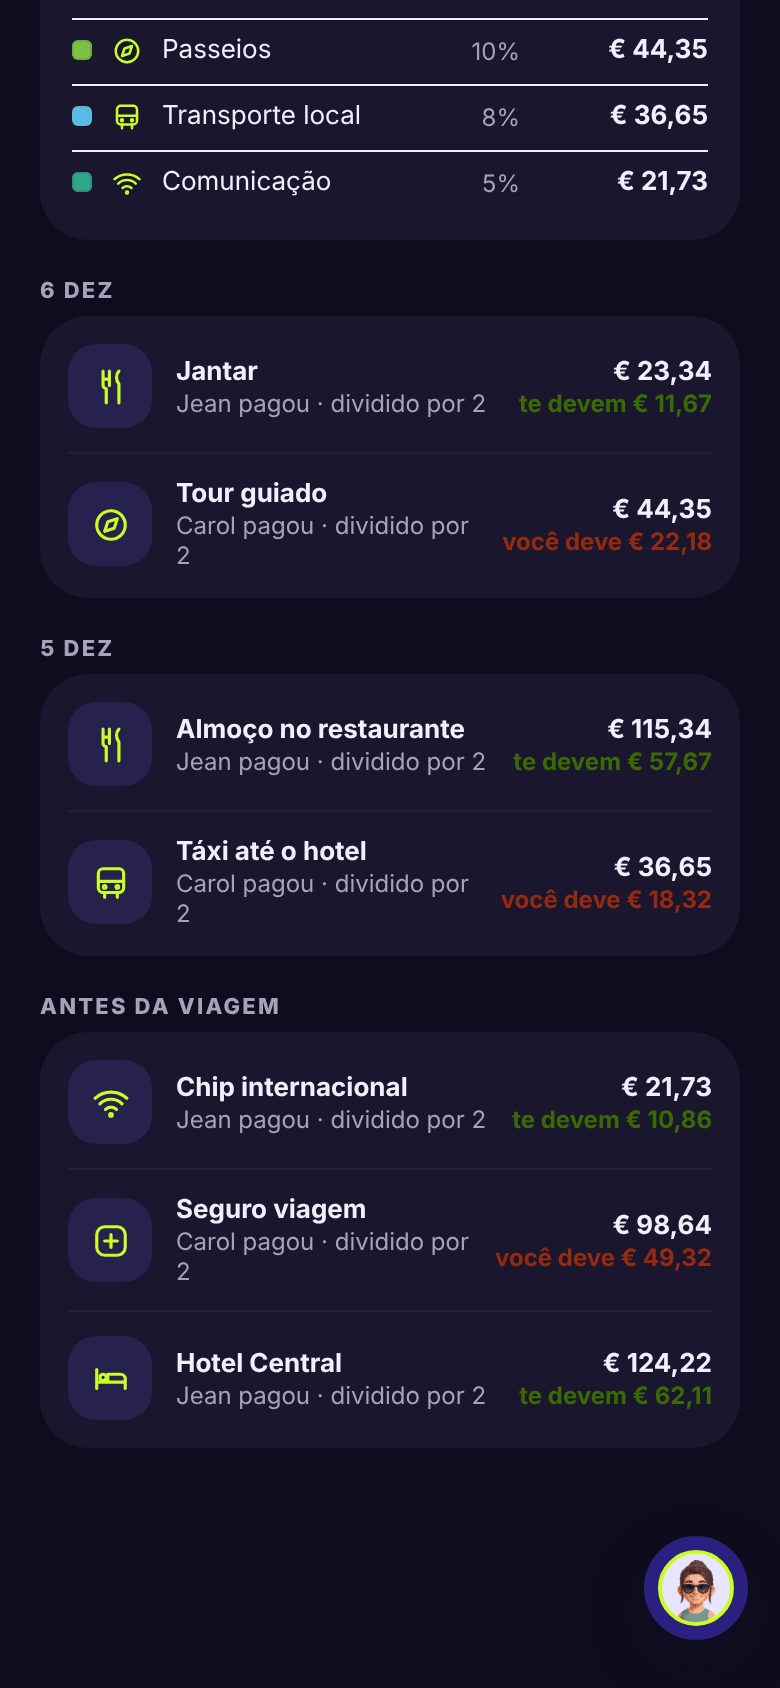 Passeios 10% € 44,35
Transporte local 8% € 36,65
Comunicação 5% € 21,73
6 DEZ
Jantar € 23,34
Jean pagou · dividido por 2 te devem € 11,67
Tour guiado € 44,35
Carol pagou · dividido por você deve € 22,18
2
5 DEZ
Almoço no restaurante € 115,34
Jean pagou · dividido por 2 te devem € 57,67
Táxi até o hotel € 36,65
Carol pagou · dividido por você deve € 18,32
2
ANTES DA VIAGEM
Chip internacional € 21,73
Jean pagou · dividido por 2 te devem € 10,86
Seguro viagem € 98,64
Carol pagou · dividido por você deve € 49,32
2
Hotel Central € 124,22
Jean pagou · dividido por 2 te devem € 62,11